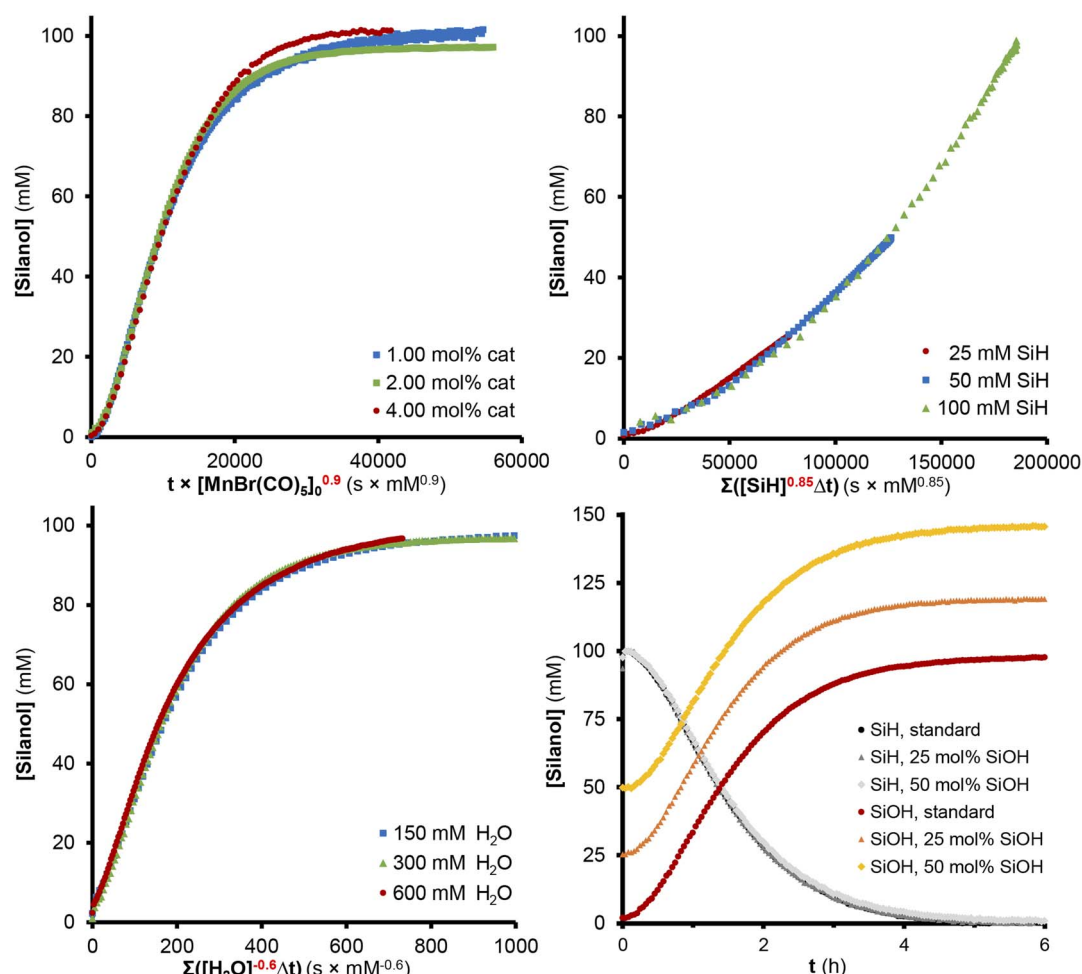 100
80
60
40
20
0
[Silanol] (mM)
1.00 mol% cat
2.00 mol% cat
4.00 mol% cat
0 20000 40000 60000
t × [MnBr(CO)₅]₀^0.9 (s × mM^0.9)
100
80
60
40
20
0
[Silanol] (mM)
25 mM SiH
50 mM SiH
100 mM SiH
0 50000 100000 150000 200000
Σ([SiH]^0.85Δt) (s × mM^0.85)
100
80
60
40
20
0
[Silanol] (mM)
150 mM H₂O
300 mM H₂O
600 mM H₂O
0 200 400 600 800 1000
Σ([H₂O]^-0.6Δt) (s × mM^-0.6)
150
125
100
75
50
25
0
[Silanol] (mM)
SiH, standard
SiH, 25 mol% SiOH
SiH, 50 mol% SiOH
SiOH, standard
SiOH, 25 mol% SiOH
SiOH, 50 mol% SiOH
0 2 4 6
t (h)